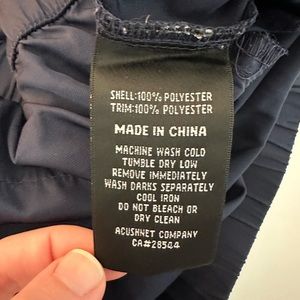 SHELL:100% POLYESTER
TRIM:100% POLYESTER
MADE IN CHINA
MACHINE WASH COLD
TUMBLE DRY LOW
REMOVE IMMEDIATELY
WASH DARKS SEPARATELY
COOL IRON
DO NOT BLEACH OR
DRY CLEAN
ACUSHNET COMPANY
CA#28544